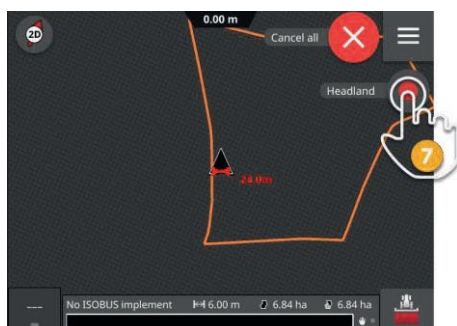 2D
0.00 m
Cancel all
Headland
7
24.0m
--- No ISOBUS implement 6.00 m 6.84 ha 6.84 ha